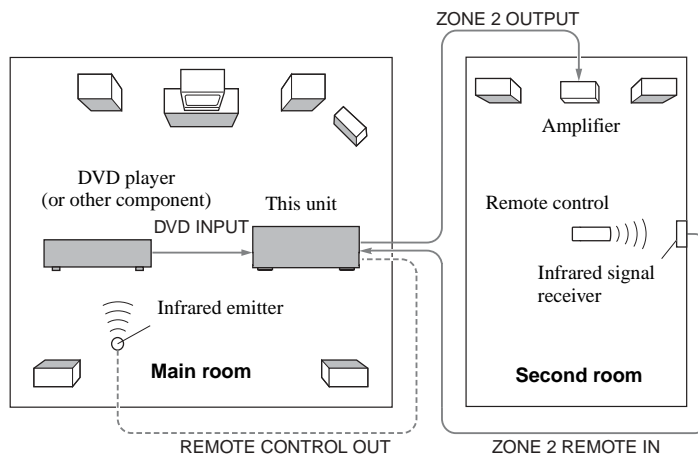 ZONE 2 OUTPUT
Amplifier
DVD player
(or other component)
This unit
DVD INPUT
Remote control
Infrared signal
receiver
Infrared emitter
Main room
Second room
REMOTE CONTROL OUT
ZONE 2 REMOTE IN